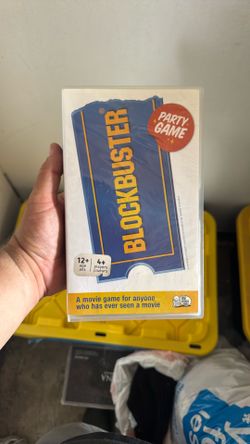 PARTY
GAME
BLOCKBUSTER®
12+
4+
A movie game for anyone
who has ever seen a movie